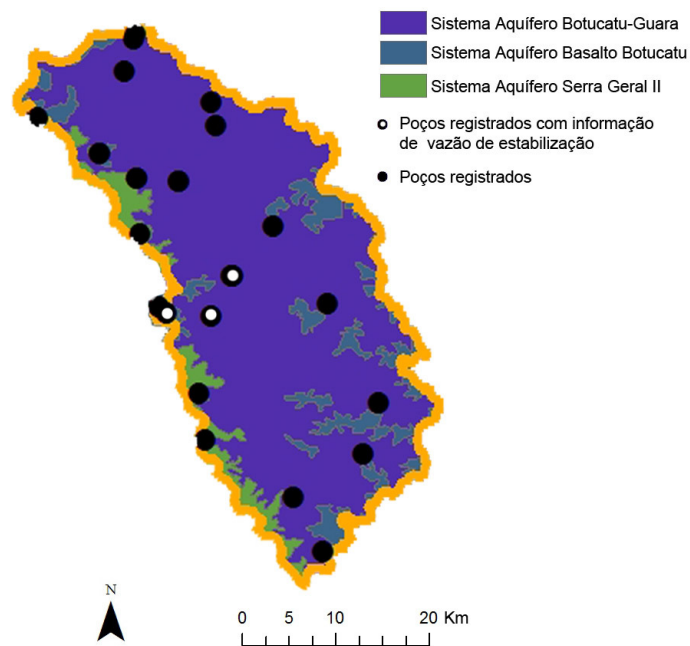 Sistema Aquífero Botucatu-Guara
Sistema Aquífero Basalto Botucatu
Sistema Aquífero Serra Geral II
Poços registrados com informação
de vazão de estabilização
Poços registrados
N
0 5 10 20 Km